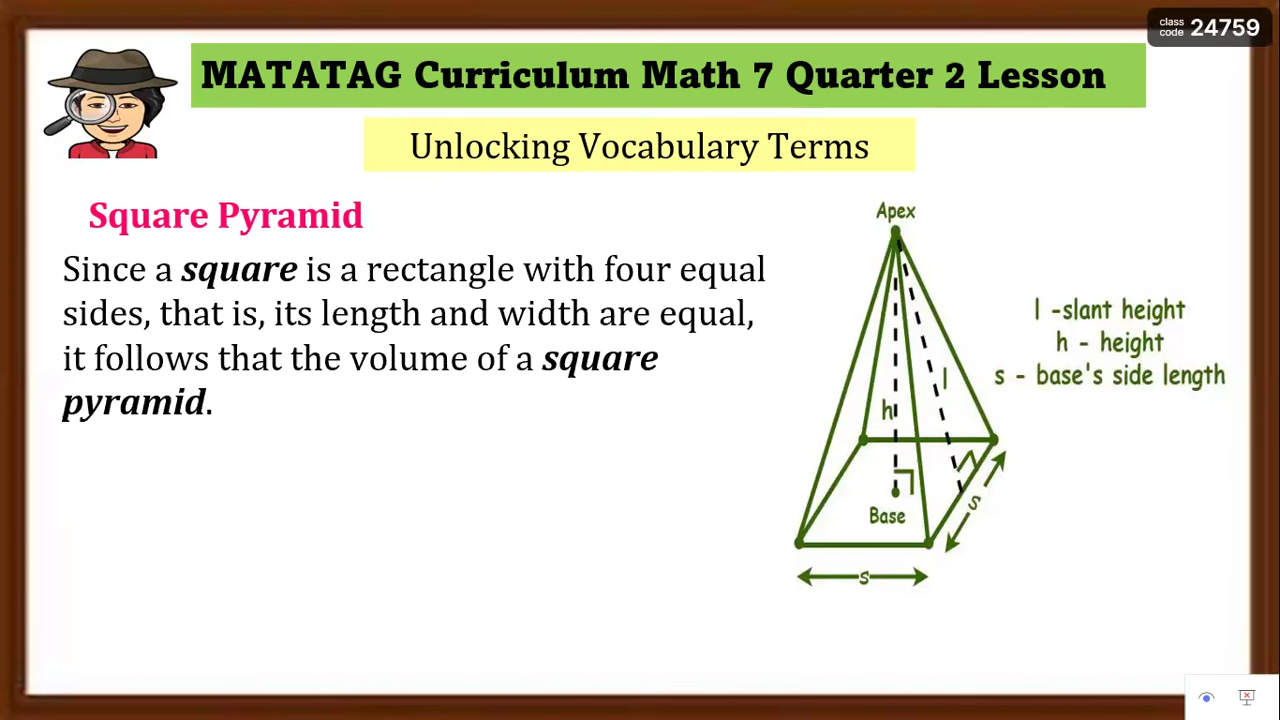 class code 24759
MATATAG Curriculum Math 7 Quarter 2 Lesson
Unlocking Vocabulary Terms
Square Pyramid
Since a square is a rectangle with four equal
sides, that is, its length and width are equal,
it follows that the volume of a square
pyramid.
Apex
l -slant height
h - height
s - base's side length
l
h
s
Base
s